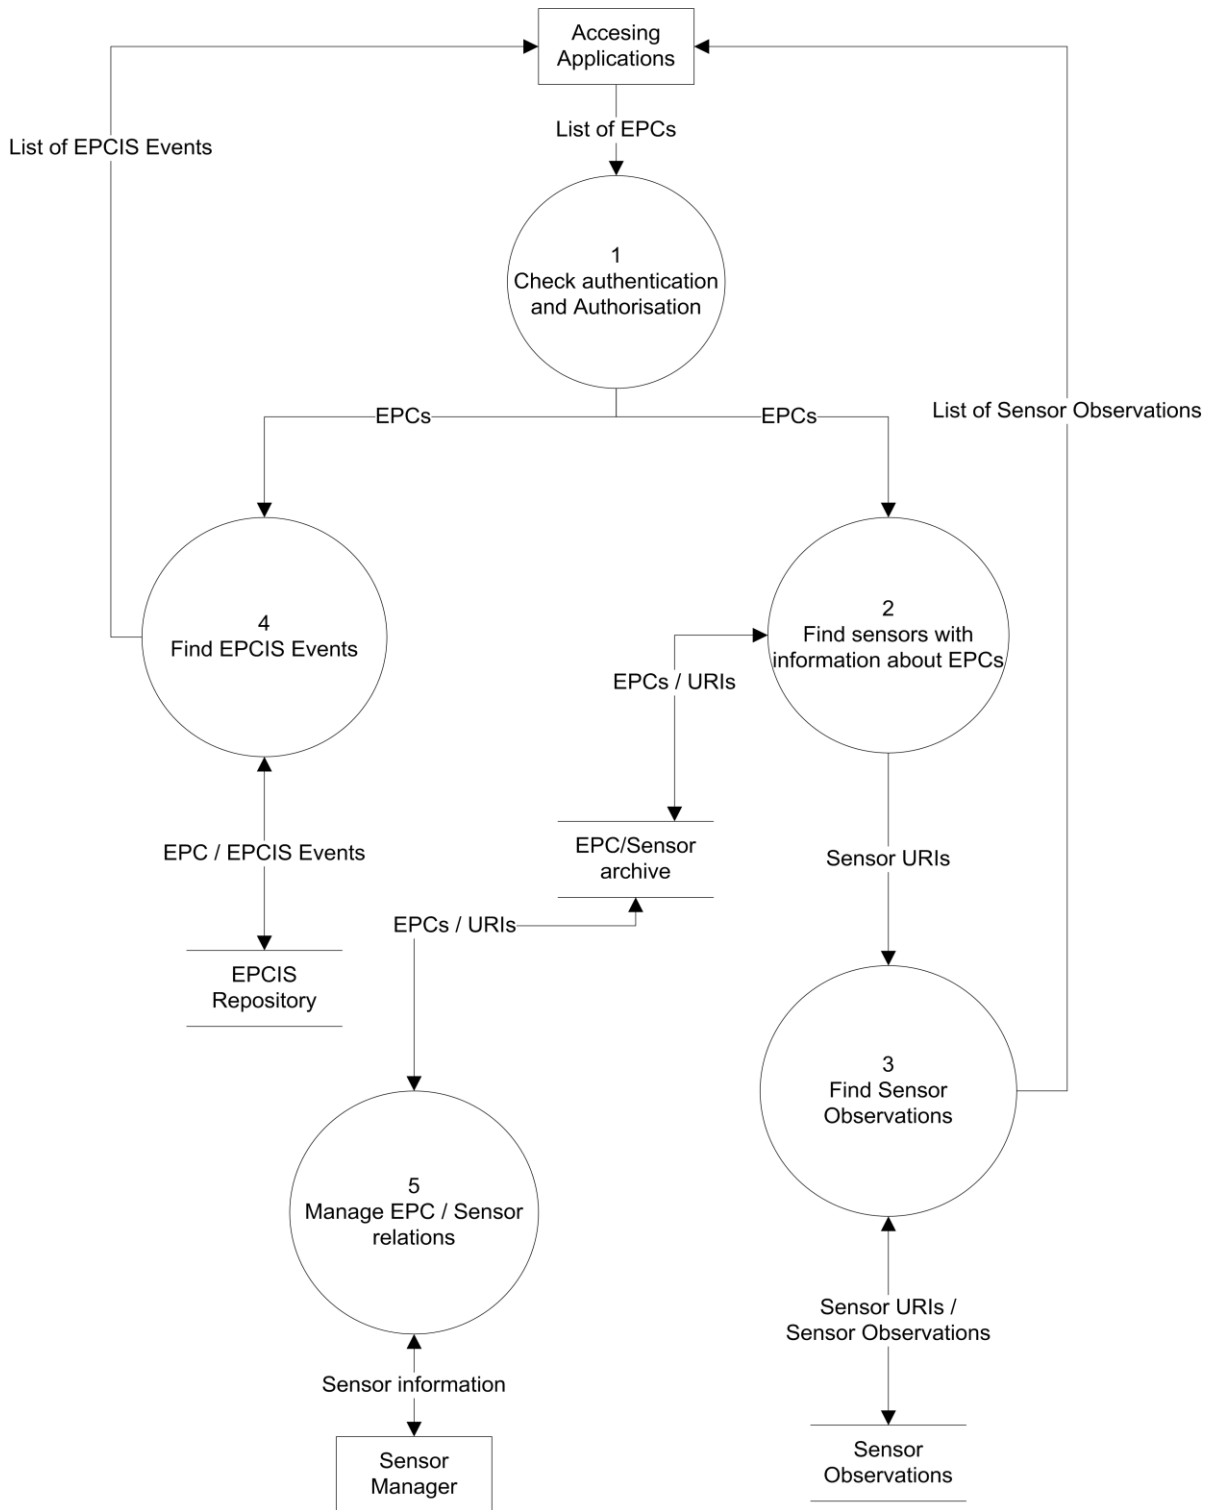 Accesing
Applications
List of EPCs
List of EPCIS Events
1
Check authentication
and Authorisation
EPCs
EPCs
List of Sensor Observations
4
Find EPCIS Events
2
Find sensors with
information about EPCs
EPCs / URIs
EPC / EPCIS Events
EPC/Sensor
archive
Sensor URIs
EPCs / URIs
EPCIS
Repository
3
Find Sensor
Observations
5
Manage EPC / Sensor
relations
Sensor URIs /
Sensor Observations
Sensor information
Sensor
Manager
Sensor
Observations